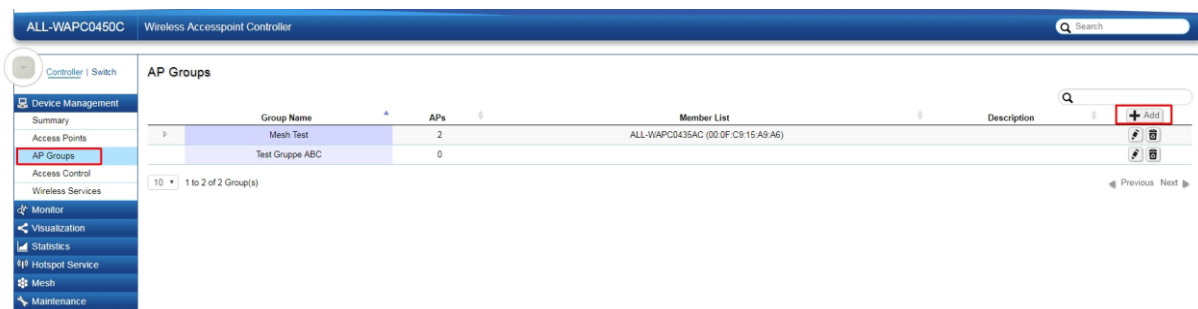 ALL-WAPC0450C Wireless Accesspoint Controller Search
Controller | Switch
AP Groups
Device Management
Summary
Access Points
AP Groups
Access Control
Wireless Services
Monitor
Visualization
Statistics
Hotspot Service
Mesh
Maintenance
Group Name APs Member List Description Add
Mesh Test 2 ALL-WAPC0435AC (00:0F:C9:15:A9:A6)
Test Gruppe ABC 0
10 1 to 2 of 2 Group(s) Previous Next